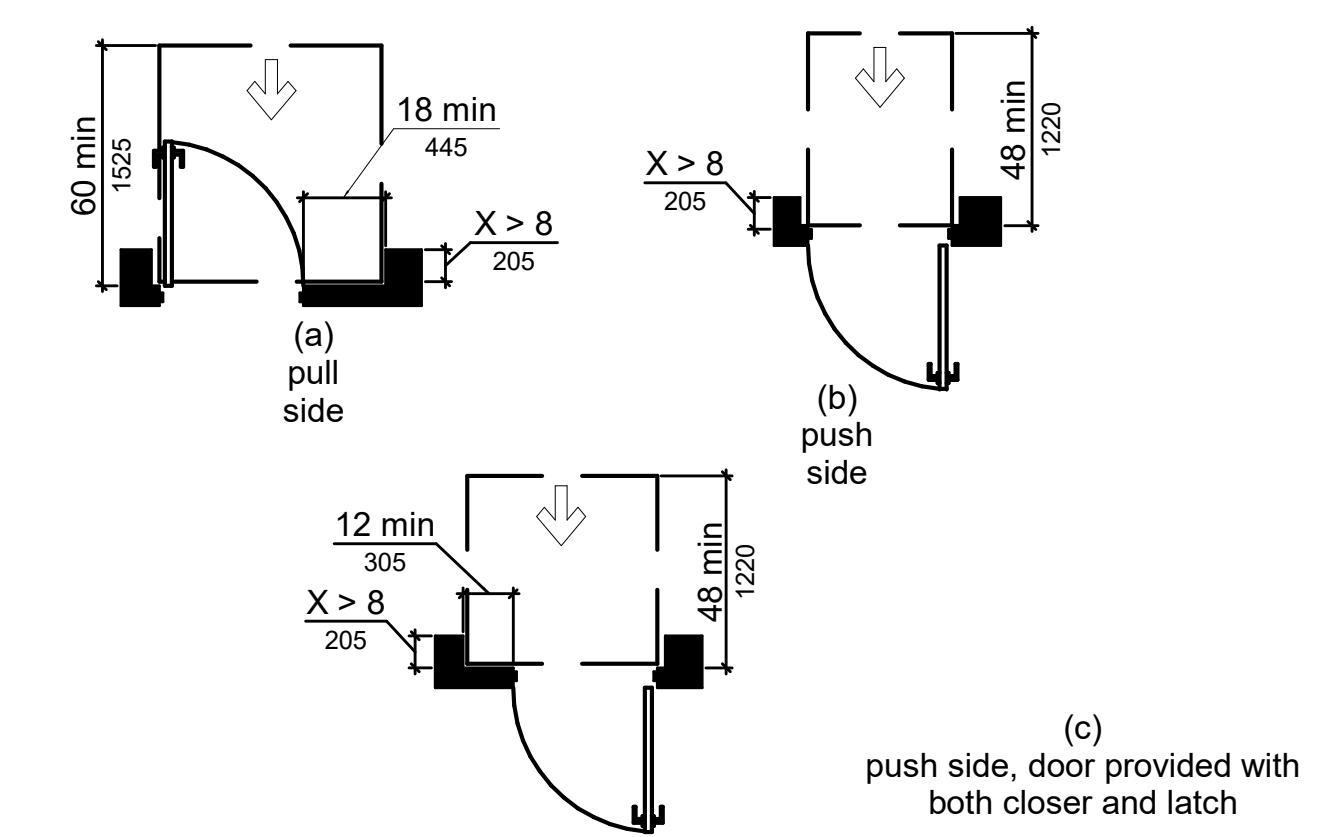 60 min
1525
18 min
445
X > 8
205
(a)
pull
side
X > 8
205
48 min
1220
(b)
push
side
12 min
305
X > 8
205
48 min
1220
(c)
push side, door provided with
both closer and latch